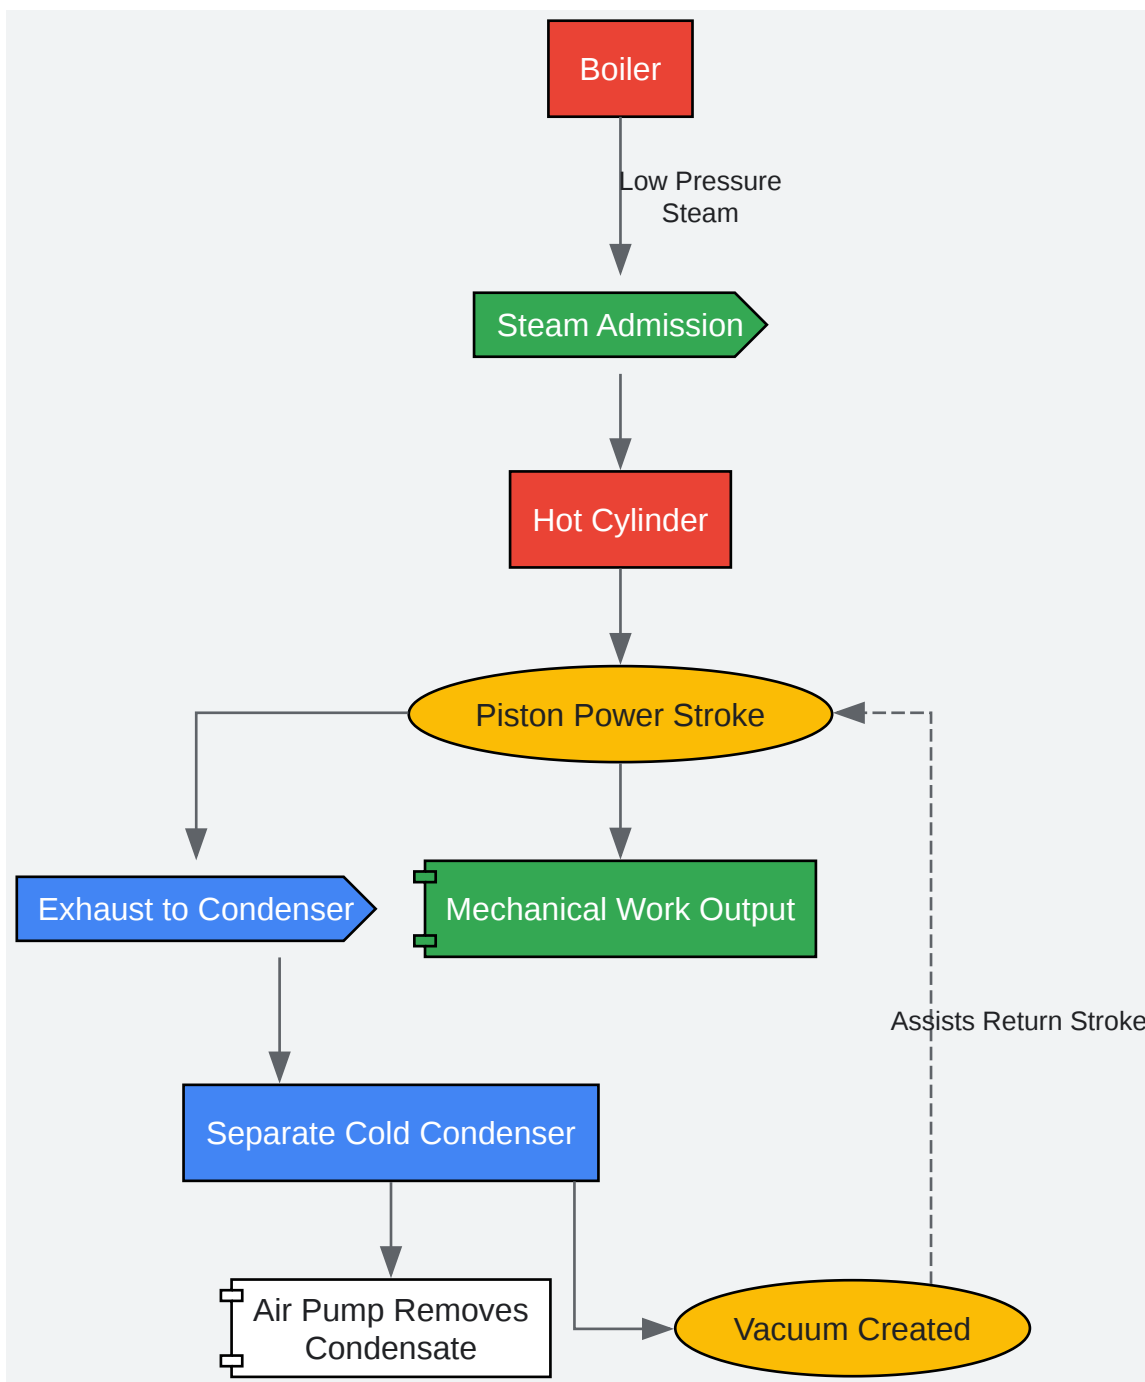 Boiler
Low Pressure
Steam
Steam Admission
Hot Cylinder
Piston Power Stroke
Exhaust to Condenser
Mechanical Work Output
Assists Return Stroke
Separate Cold Condenser
Air Pump Removes
Condensate
Vacuum Created